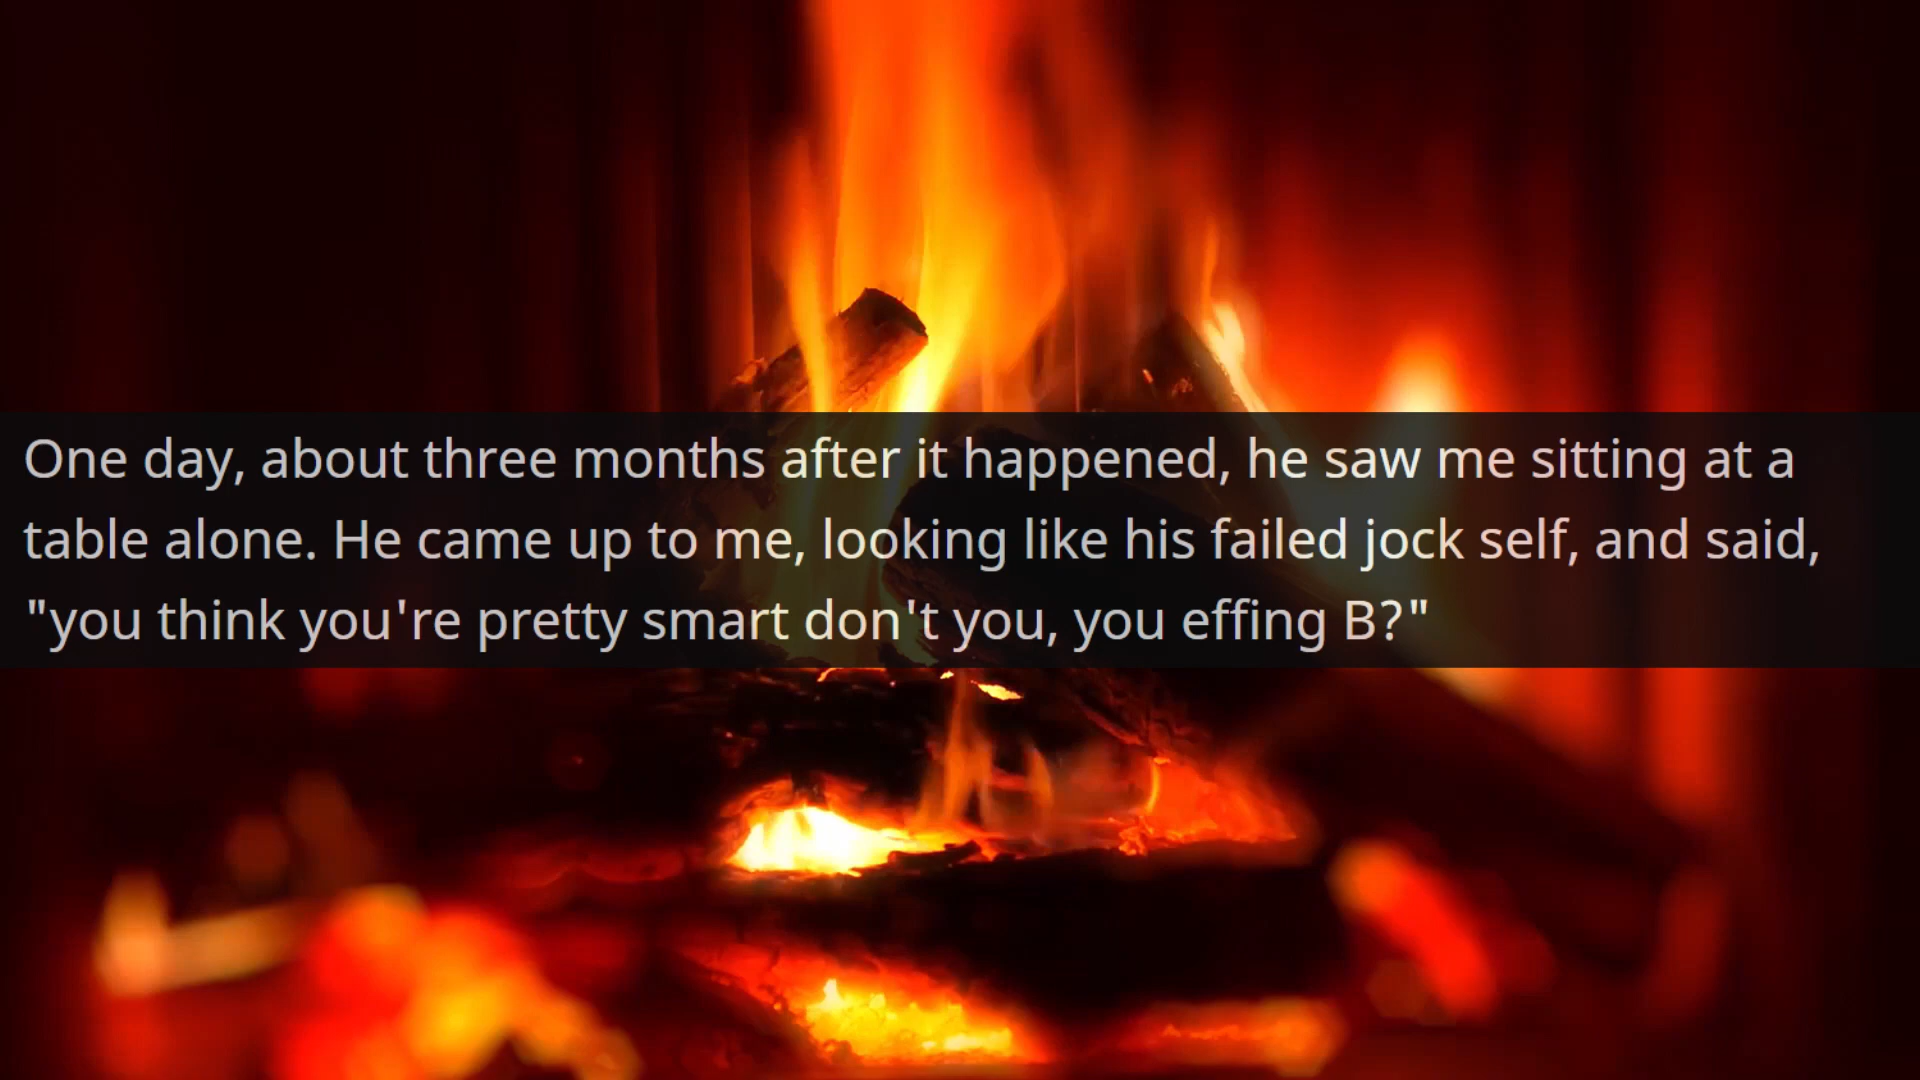 One day, about three months after it happened, he saw me sitting at a
table alone. He came up to me, looking like his failed jock self, and said,
"you think you're pretty smart don't you, you effing B?"